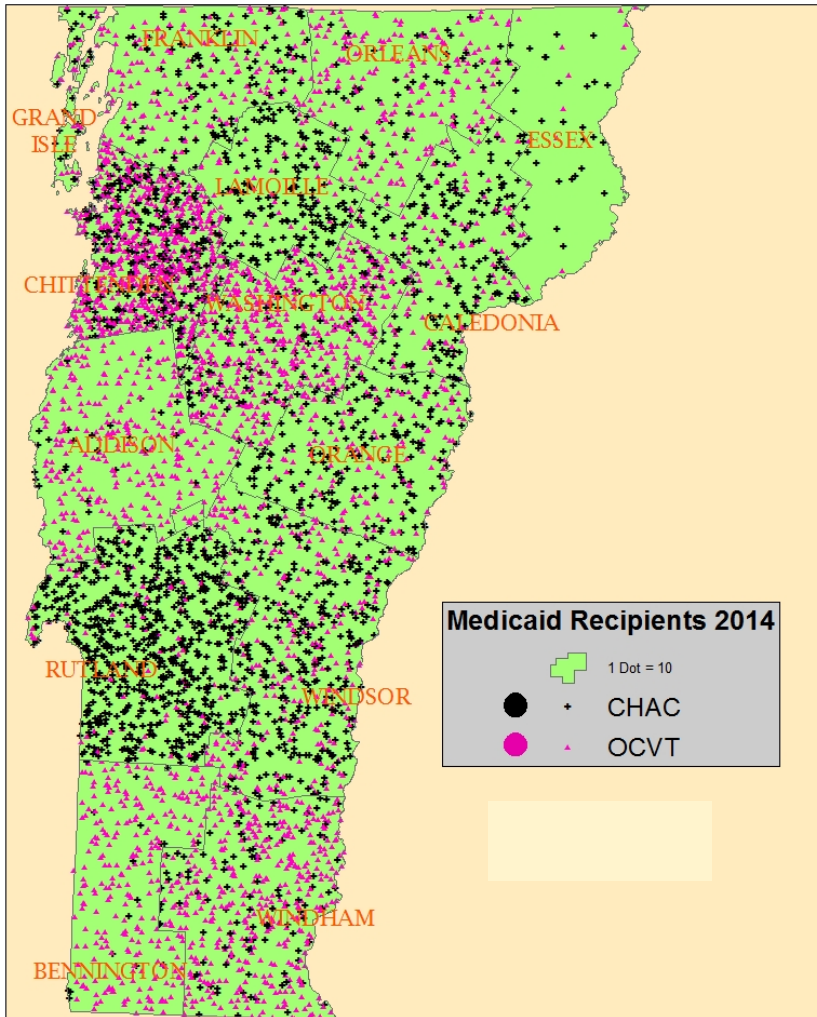 FRANKLIN
ORLEANS
GRAND
ISLE
ESSEX
LAMOILLE
CHITTENDEN
WASHINGTON
CALEDONIA
ADDISON
ORANGE
Medicaid Recipients 2014
1 Dot = 10
CHAC
OCVT
RUTLAND
WINDSOR
WINDHAM
BENNINGTON